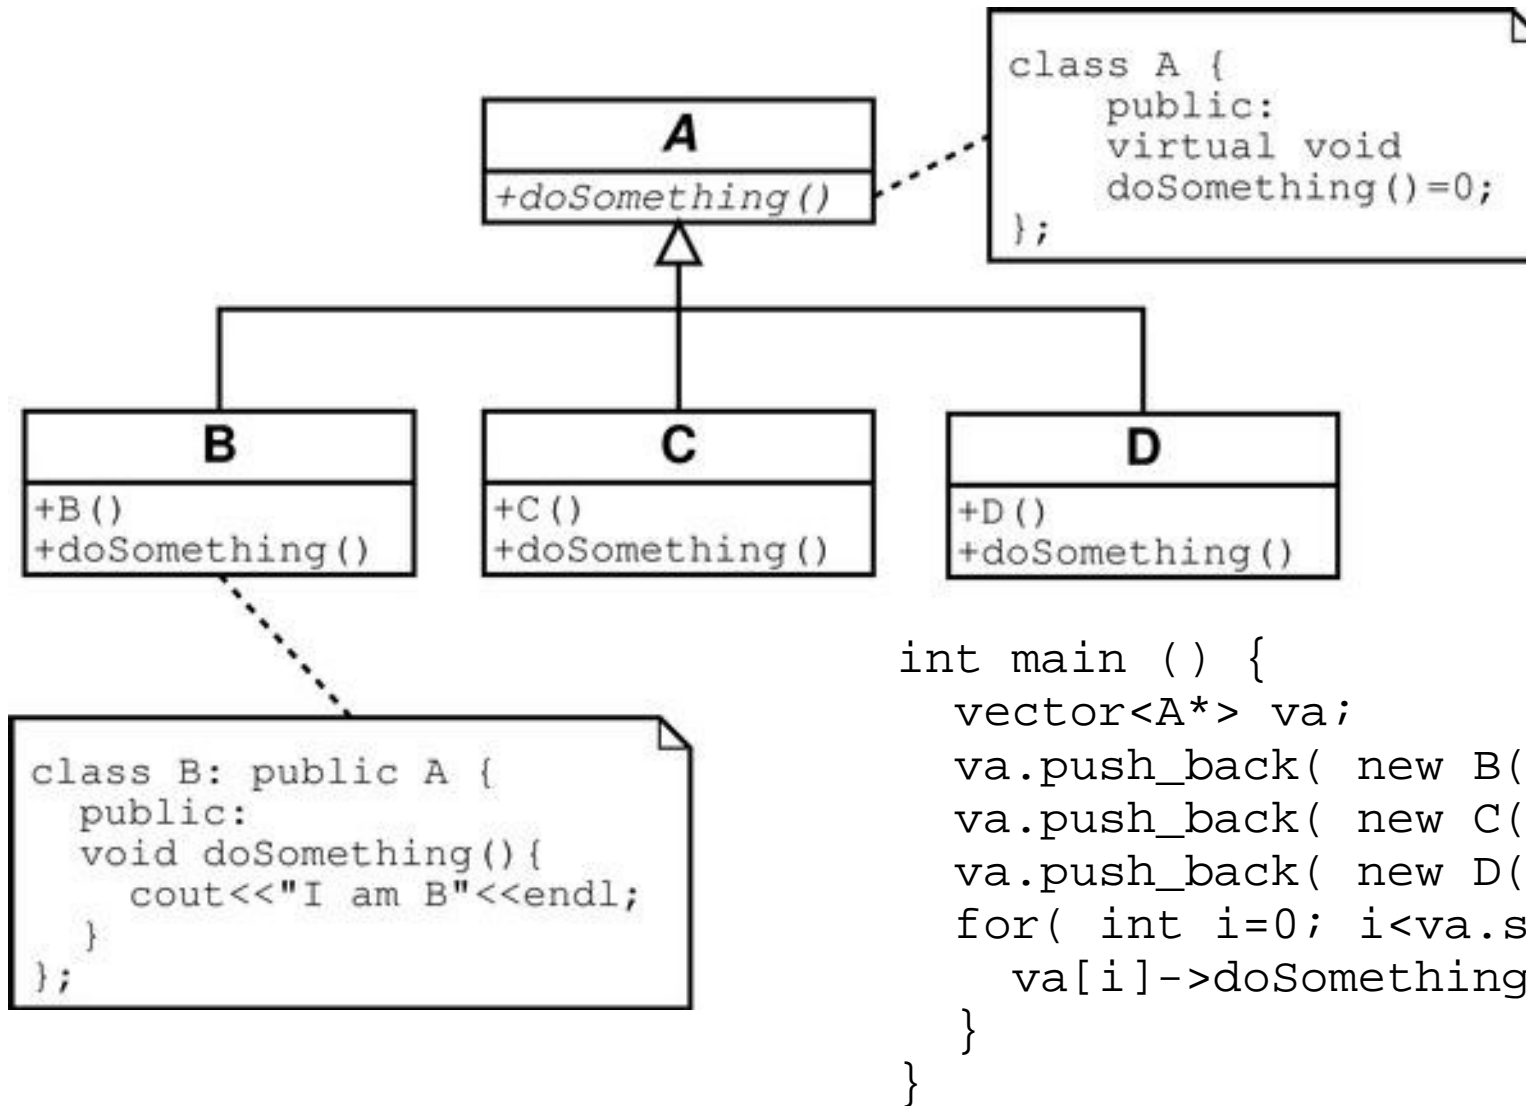 class A {
public:
virtual void
doSomething()=0;
};
A
+doSomething()
B
+B()
+doSomething()
C
+C()
+doSomething()
D
+D()
+doSomething()
class B: public A {
public:
void doSomething(){
cout<<"I am B"<<endl;
}
};
int main () {
vector<A*> va;
va.push_back( new B(
va.push_back( new C(
va.push_back( new D(
for( int i=0; i<va.s
va[i]->doSomething
}
}